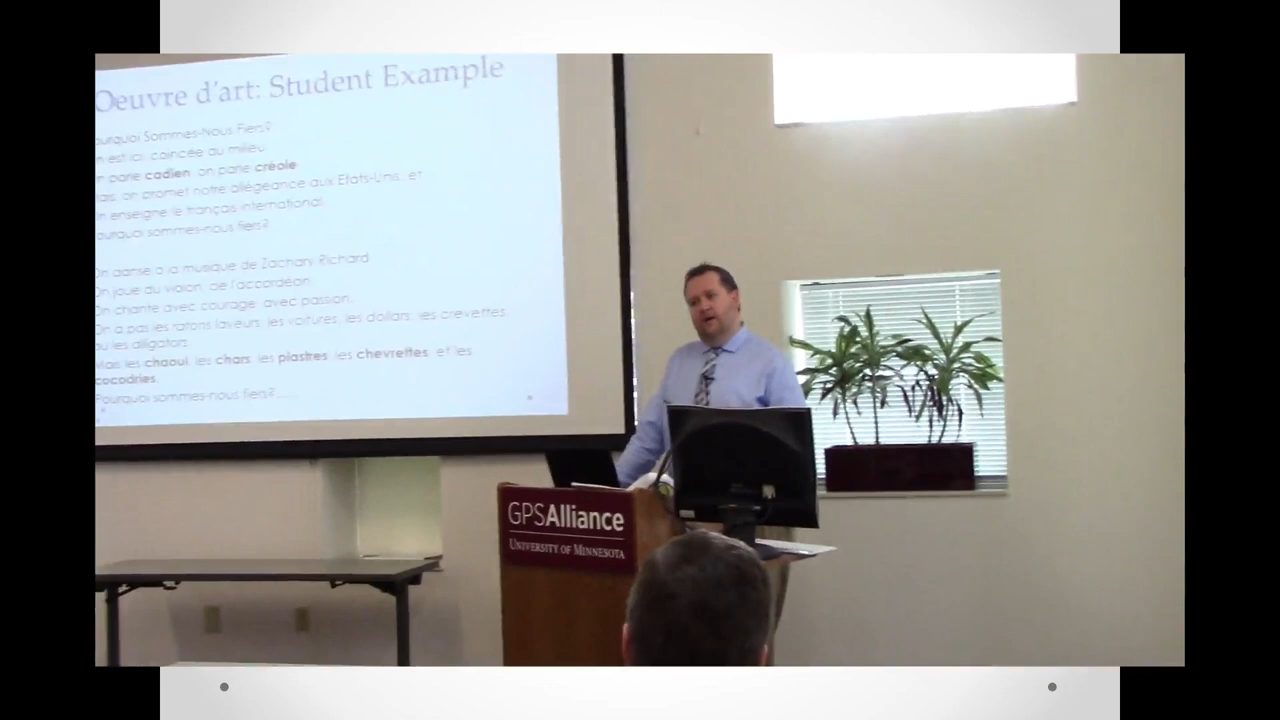 Oeuvre d'art: Student Example
ourquoi Sommes-Nous Fiers?
n est ici, coincée au milieu
n parle cadien, on parle créole
ais, on promet notre allégeance aux Etats-Unis, et
n enseigne le français international
ourquoi sommes-nous fiers?
On danse a la musique de Zachary Richard
On joue du violon, de l'accordéon
On chante avec courage, avec passion...
On a pas les ratons laveurs, les voitures, les dollars, les crevettes,
ou les alligators
Mais les chaoui, les chars, les piastres, les chevrettes, et les
cocodries.
Pourquoi sommes-nous fiers?......
GPSAlliance
UNIVERSITY OF MINNESOTA